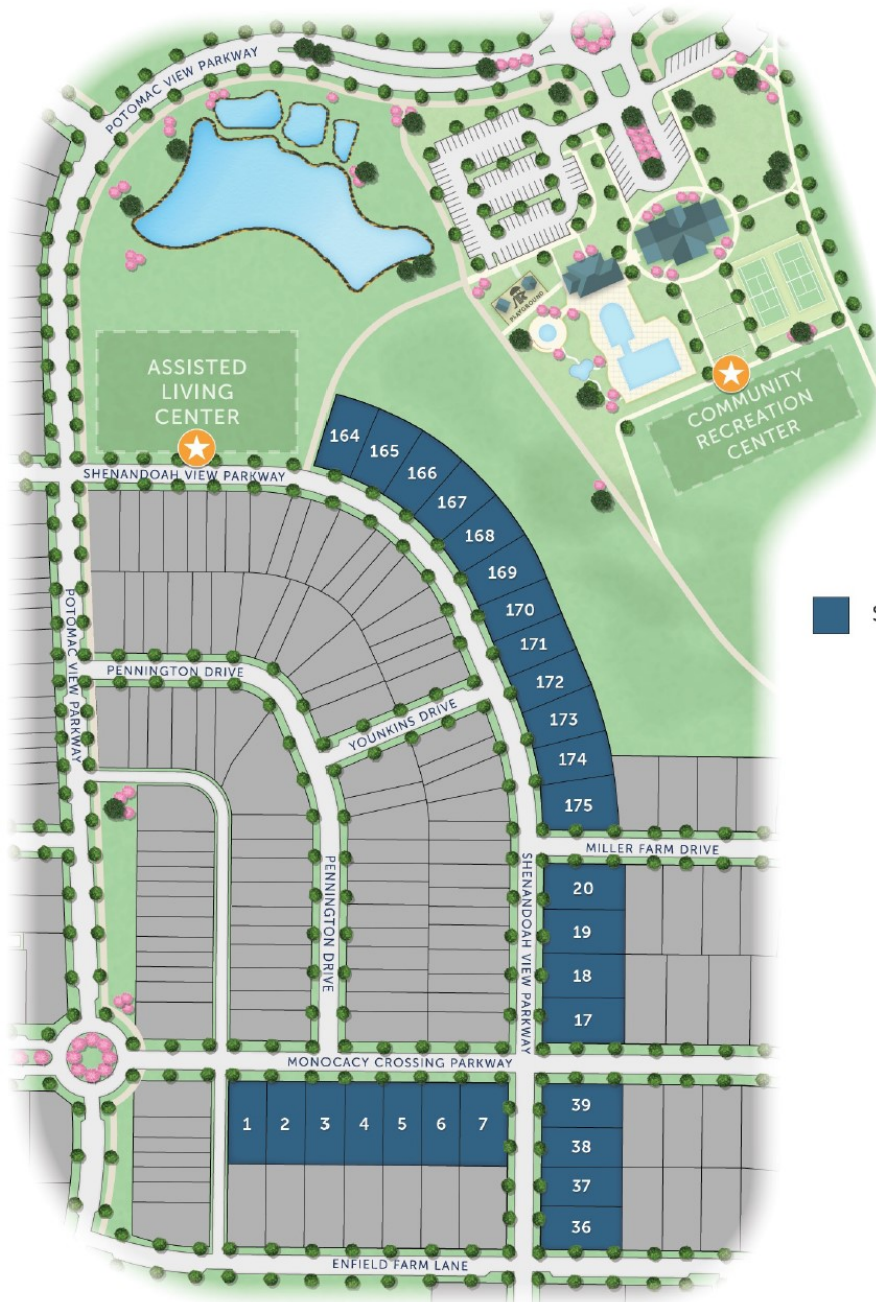 POTOMAC VIEW PARKWAY
PLAYGROUND
ASSISTED
LIVING
CENTER
COMMUNITY
RECREATION
CENTER
SHENANDOAH VIEW PARKWAY
164
165
166
167
168
169
170
171
172
173
174
175
S
POTOMAC VIEW PARKWAY
PENNINGTON DRIVE
YOUNKINS DRIVE
MILLER FARM DRIVE
PENNINGTON DRIVE
SHENANDOAH VIEW PARKWAY
20
19
18
17
MONOCACY CROSSING PARKWAY
1 2 3 4 5 6 7
39
38
37
36
ENFIELD FARM LANE